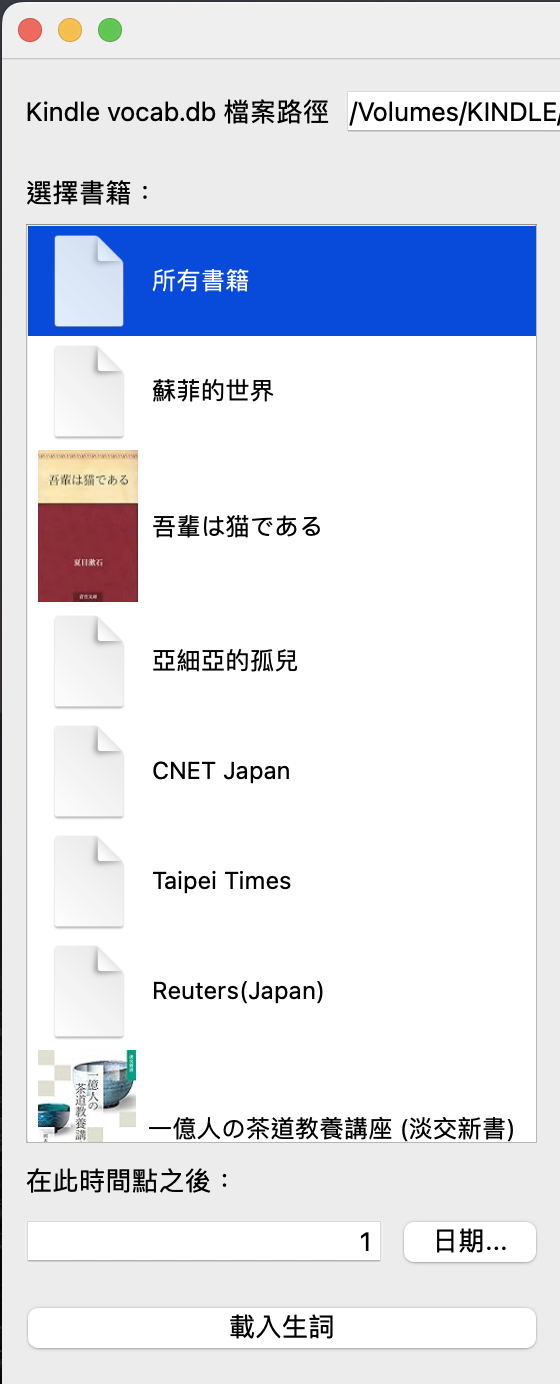 Kindle vocab.db 檔案路徑 /Volumes/KINDLE/
選擇書籍：
所有書籍
蘇菲的世界
吾輩は猫である
夏目漱石
吾輩は猫である
亞細亞的孤兒
CNET Japan
Taipei Times
Reuters(Japan)
一億人の
茶道教養講
一億人の茶道教養講座 (淡交新書)
在此時間點之後：
1 日期...
載入生詞